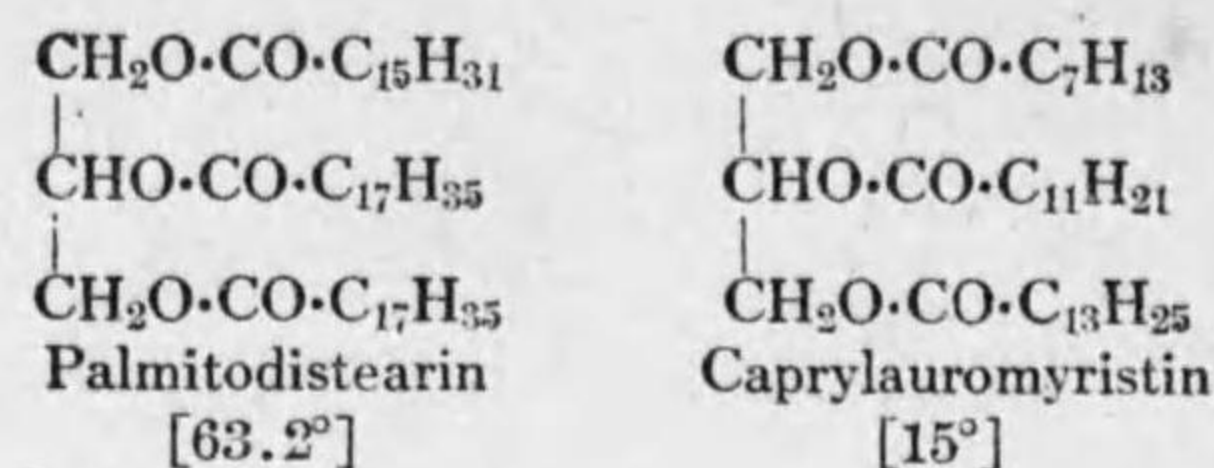 CH₂O·CO·C₁₅H₃₁ CH₂O·CO·C₇H₁₃
CHO·CO·C₁₇H₃₅ CHO·CO·C₁₁H₂₁
CH₂O·CO·C₁₇H₃₅ CH₂O·CO·C₁₃H₂₅
Palmitodistearin Caprylauromyristin
[63.2°] [15°]